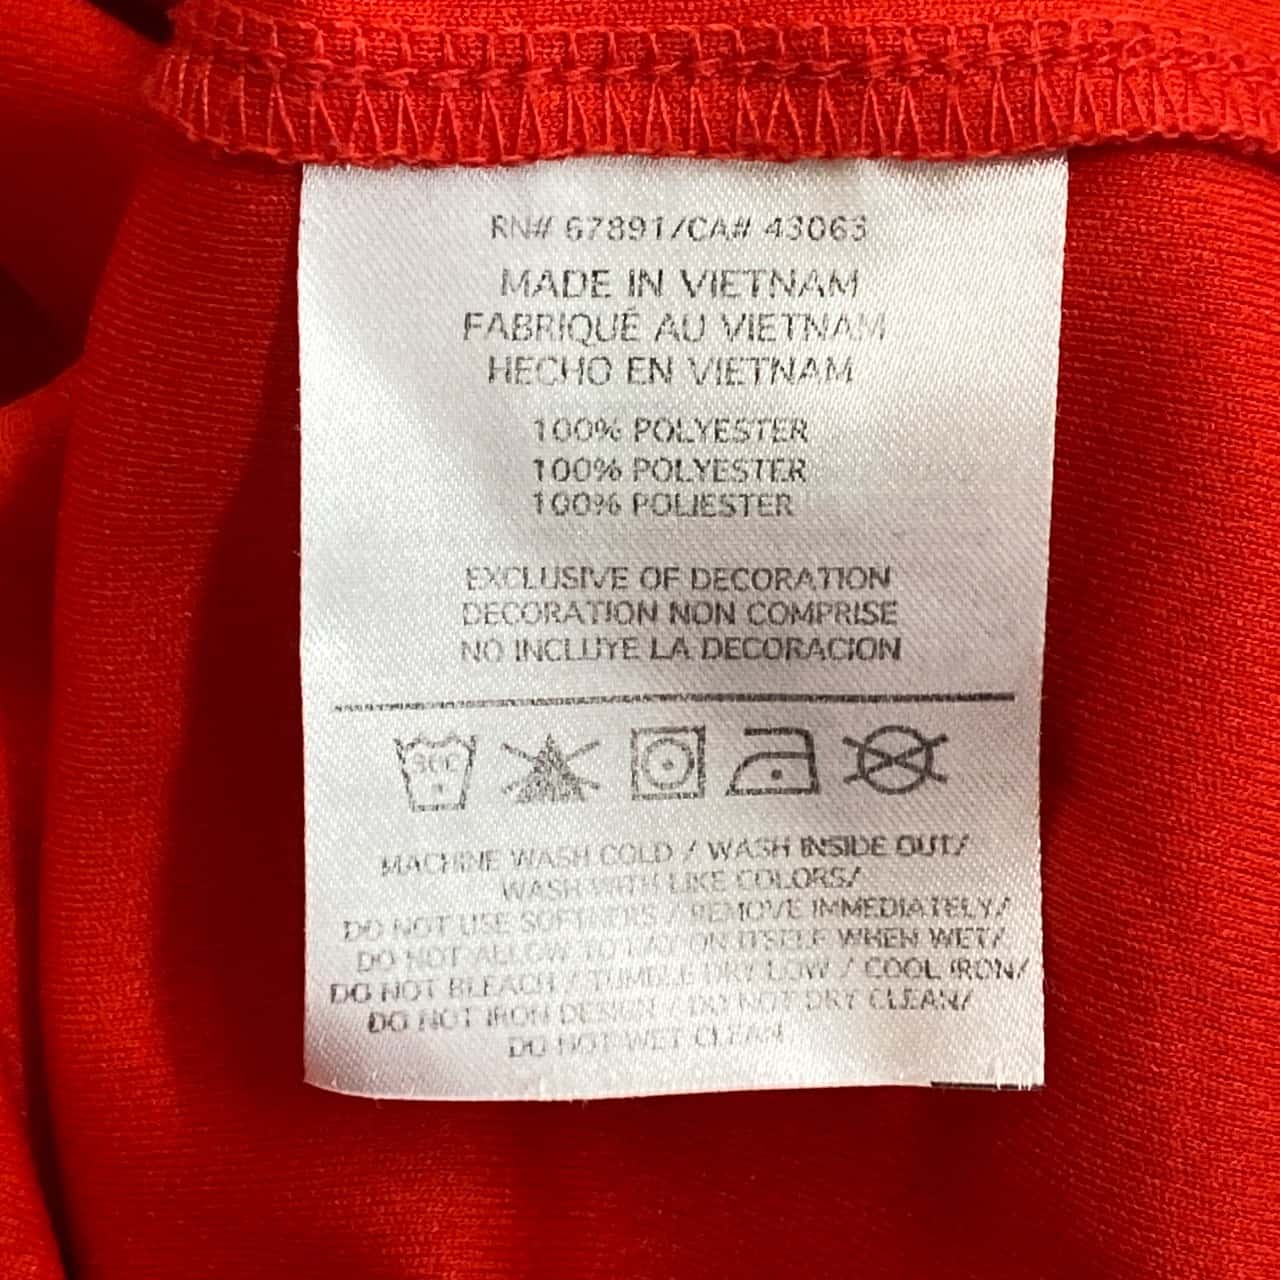 RN# 67891/CA# 43063
MADE IN VIETNAM
FABRIQUÉ AU VIETNAM
HECHO EN VIETNAM
100% POLYESTER
100% POLYESTER
100% POLIESTER
EXCLUSIVE OF DECORATION
DECORATION NON COMPRISE
NO INCLUYE LA DECORACION
30C
MACHINE WASH COLD / WASH INSIDE OUT/
WASH WITH LIKE COLORS/
DO NOT USE SOFTNERS / REMOVE IMMEDIATELY/
DO NOT ALLOW TO LAY ON ITSELF WHEN WET/
DO NOT BLEACH / TUMBLE DRY LOW / COOL IRON/
DO NOT IRON DESIGN / DO NOT DRY CLEAN/
DO NOT WET CLEAN